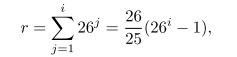 r = \sum_{j=1}^{i} 26^j = \frac{26}{25}(26^i - 1),